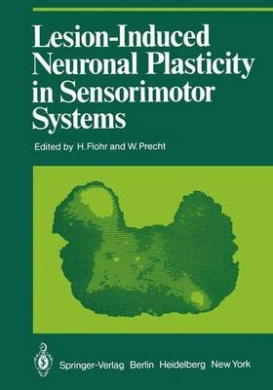 Lesion-Induced
Neuronal Plasticity
in Sensorimotor
Systems
Edited by H. Flohr and W. Precht
Springer-Verlag Berlin Heidelberg New York